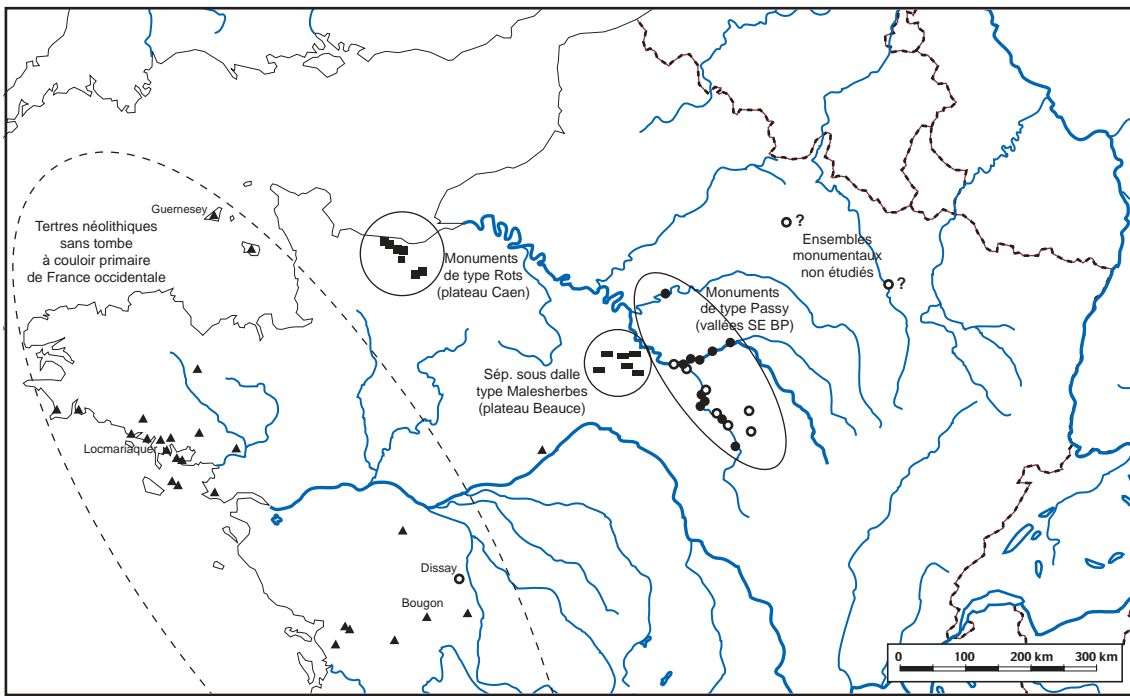 Guernesey
Tertres néolithiques
sans tombe
à couloir primaire
de France occidentale
Monuments
de type Rots
(plateau Caen)
?
Ensembles
monumentaux
non étudiés
?
Monuments
de type Passy
(vallées SE BP)
Sép. sous dalle
type Malesherbes
(plateau Beauce)
Locmariaquer
Dissay
Bougon
0 100 200 km 300 km